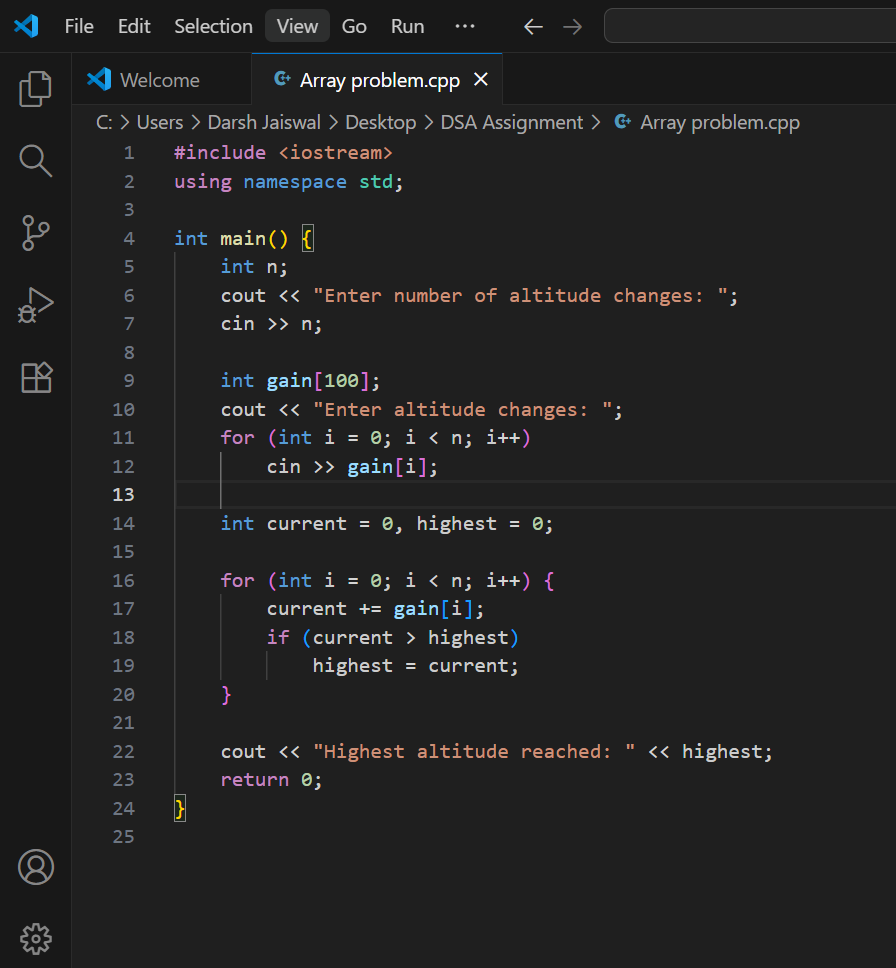 File Edit Selection View Go Run ...
Welcome Array problem.cpp
C: > Users > Darsh Jaiswal > Desktop > DSA Assignment > Array problem.cpp
1 #include <iostream>
2 using namespace std;
3
4 int main() {
5     int n;
6     cout << "Enter number of altitude changes: ";
7     cin >> n;
8
9     int gain[100];
10     cout << "Enter altitude changes: ";
11     for (int i = 0; i < n; i++)
12         cin >> gain[i];
13
14     int current = 0, highest = 0;
15
16     for (int i = 0; i < n; i++) {
17         current += gain[i];
18         if (current > highest)
19             highest = current;
20     }
21
22     cout << "Highest altitude reached: " << highest;
23     return 0;
24 }
25